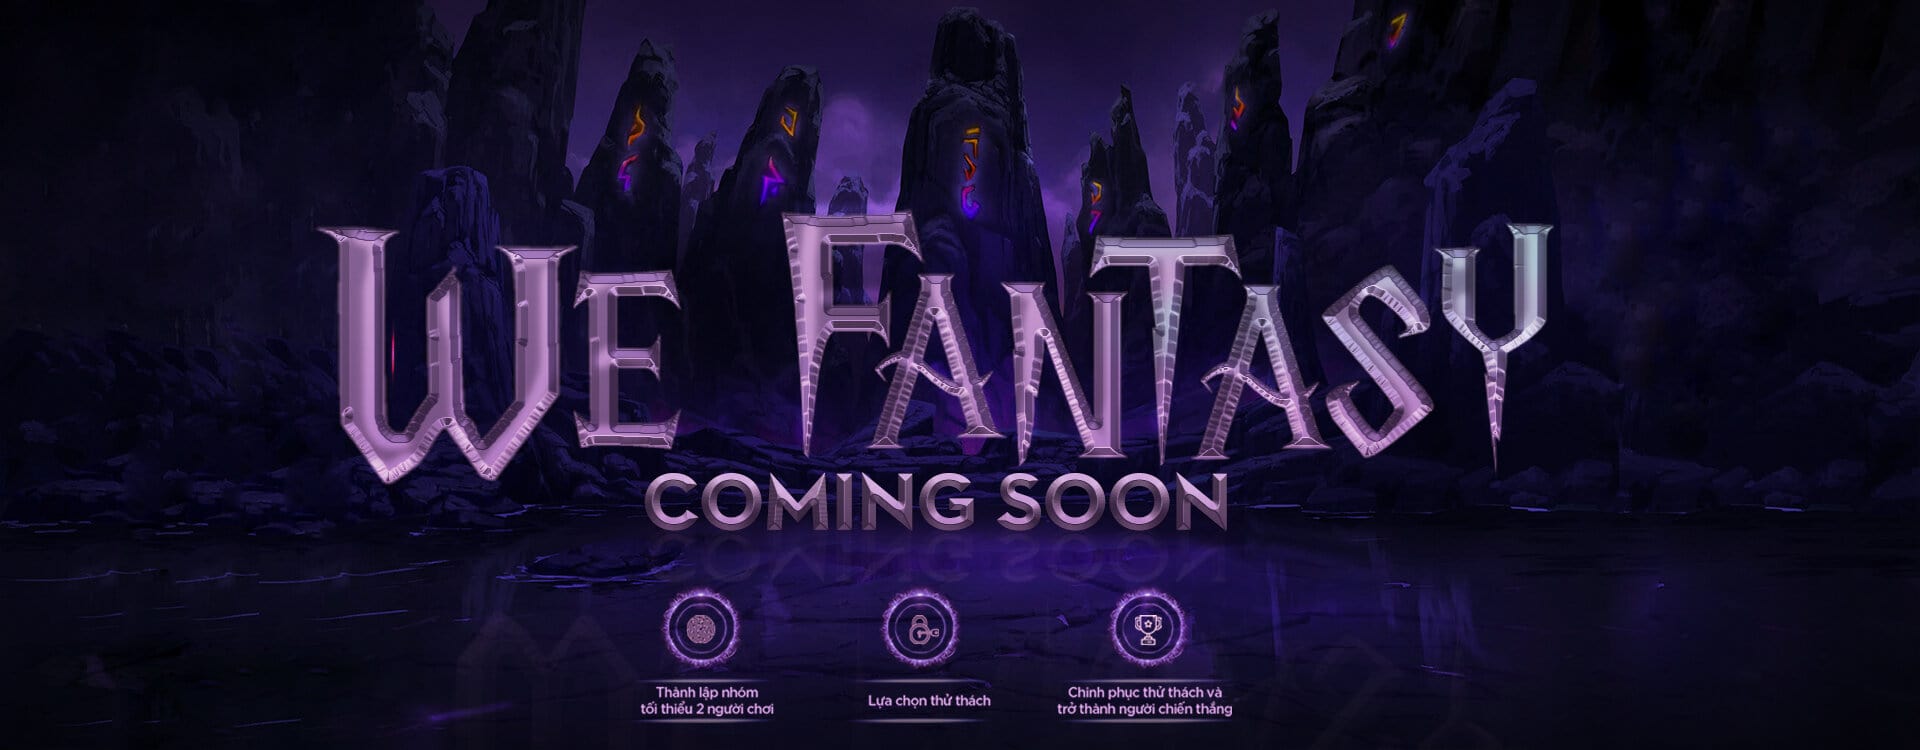 WE FANTASY
COMING SOON
Thành lập nhóm
tối thiểu 2 người chơi
Lựa chọn thử thách
Chinh phục thử thách và
trở thành người chiến thắng